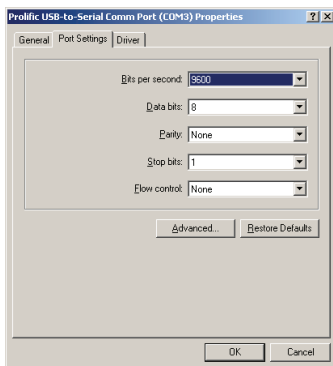 Prolific USB-to-Serial Comm Port (COM3) Properties
General Port Settings Driver
Bits per second: 9600
Data bits: 8
Parity: None
Stop bits: 1
Flow control: None
Advanced... Restore Defaults
OK Cancel